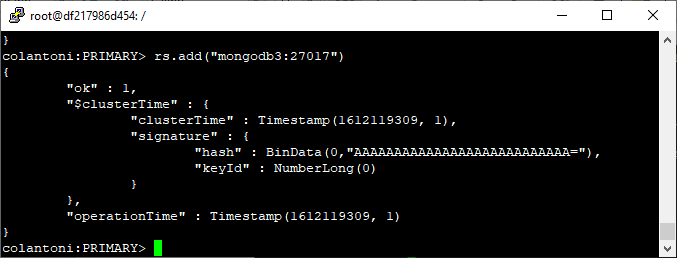 root@df217986d454: /
}
colantoni:PRIMARY> rs.add("mongodb3:27017")
{
        "ok" : 1,
        "$clusterTime" : {
                "clusterTime" : Timestamp(1612119309, 1),
                "signature" : {
                        "hash" : BinData(0,"AAAAAAAAAAAAAAAAAAAAAAAAAAA="),
                        "keyId" : NumberLong(0)
                }
        },
        "operationTime" : Timestamp(1612119309, 1)
}
colantoni:PRIMARY>